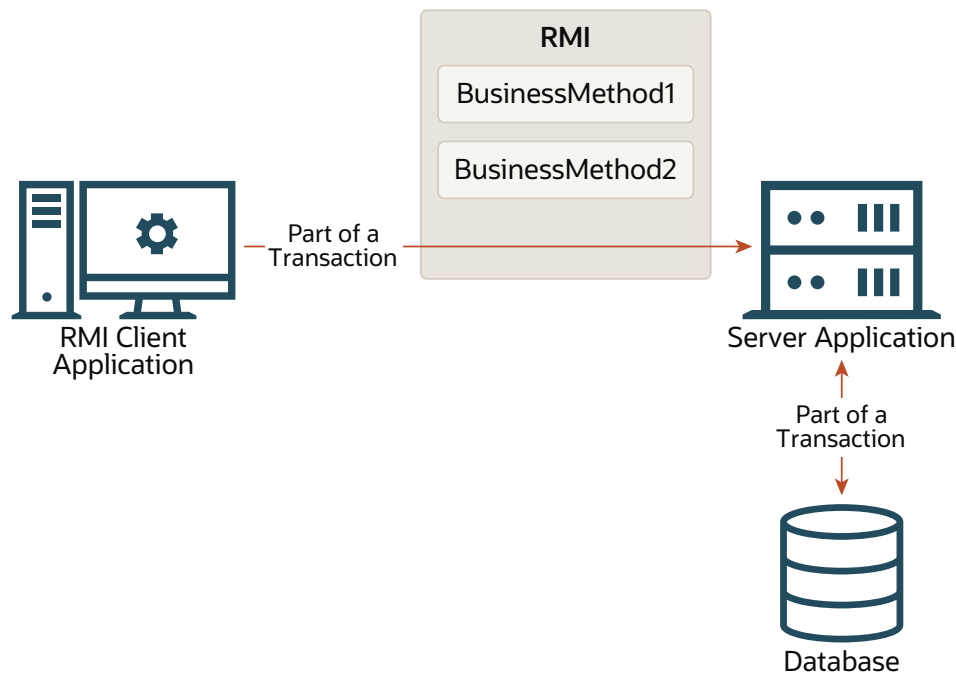 RMI
BusinessMethod1
BusinessMethod2
Part of a
Transaction
RMI Client
Application
Server Application
Part of a
Transaction
Database